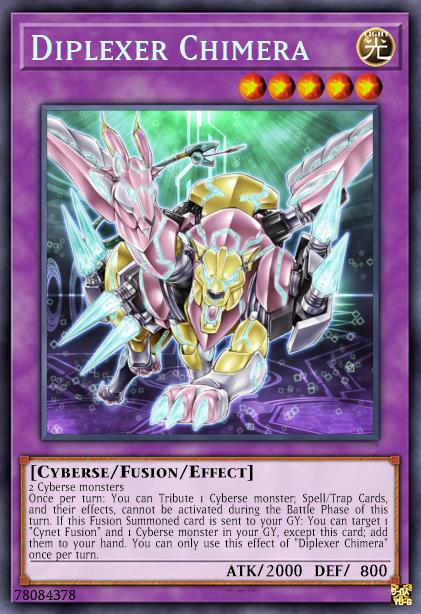 DIPLEXER CHIMERA
LIGHT
光
[CYBERSE/FUSION/EFFECT]
2 Cyberse monsters
Once per turn: You can Tribute 1 Cyberse monster; Spell/Trap Cards,
and their effects, cannot be activated during the Battle Phase of this
turn. If this Fusion Summoned card is sent to your GY: You can target 1
"Cynet Fusion" and 1 Cyberse monster in your GY, except this card; add
them to your hand. You can only use this effect of "Diplexer Chimera"
once per turn.
ATK/2000 DEF/ 800
78084378